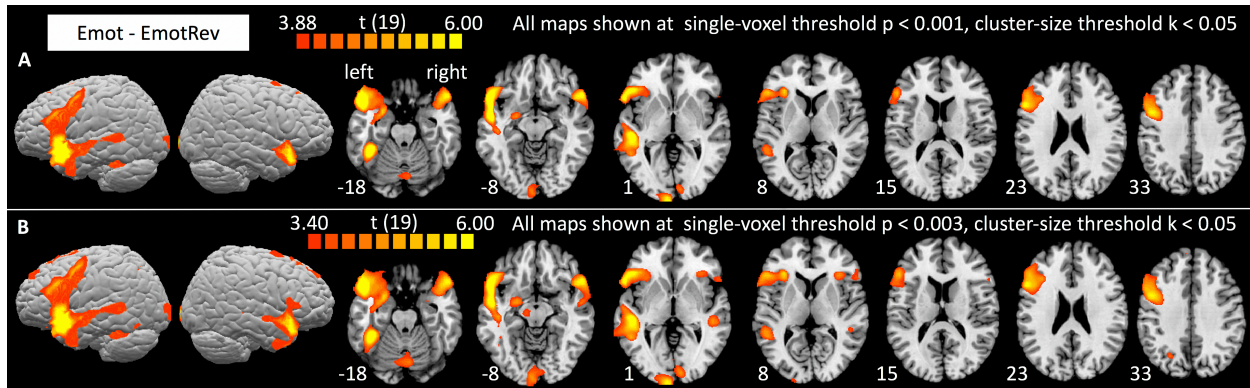 Emot - EmotRev
3.88 t (19) 6.00
All maps shown at single-voxel threshold p < 0.001, cluster-size threshold k < 0.05
A
left right
-18 -8 1 8 15 23 33
B
3.40 t (19) 6.00
All maps shown at single-voxel threshold p < 0.003, cluster-size threshold k < 0.05
-18 -8 1 8 15 23 33